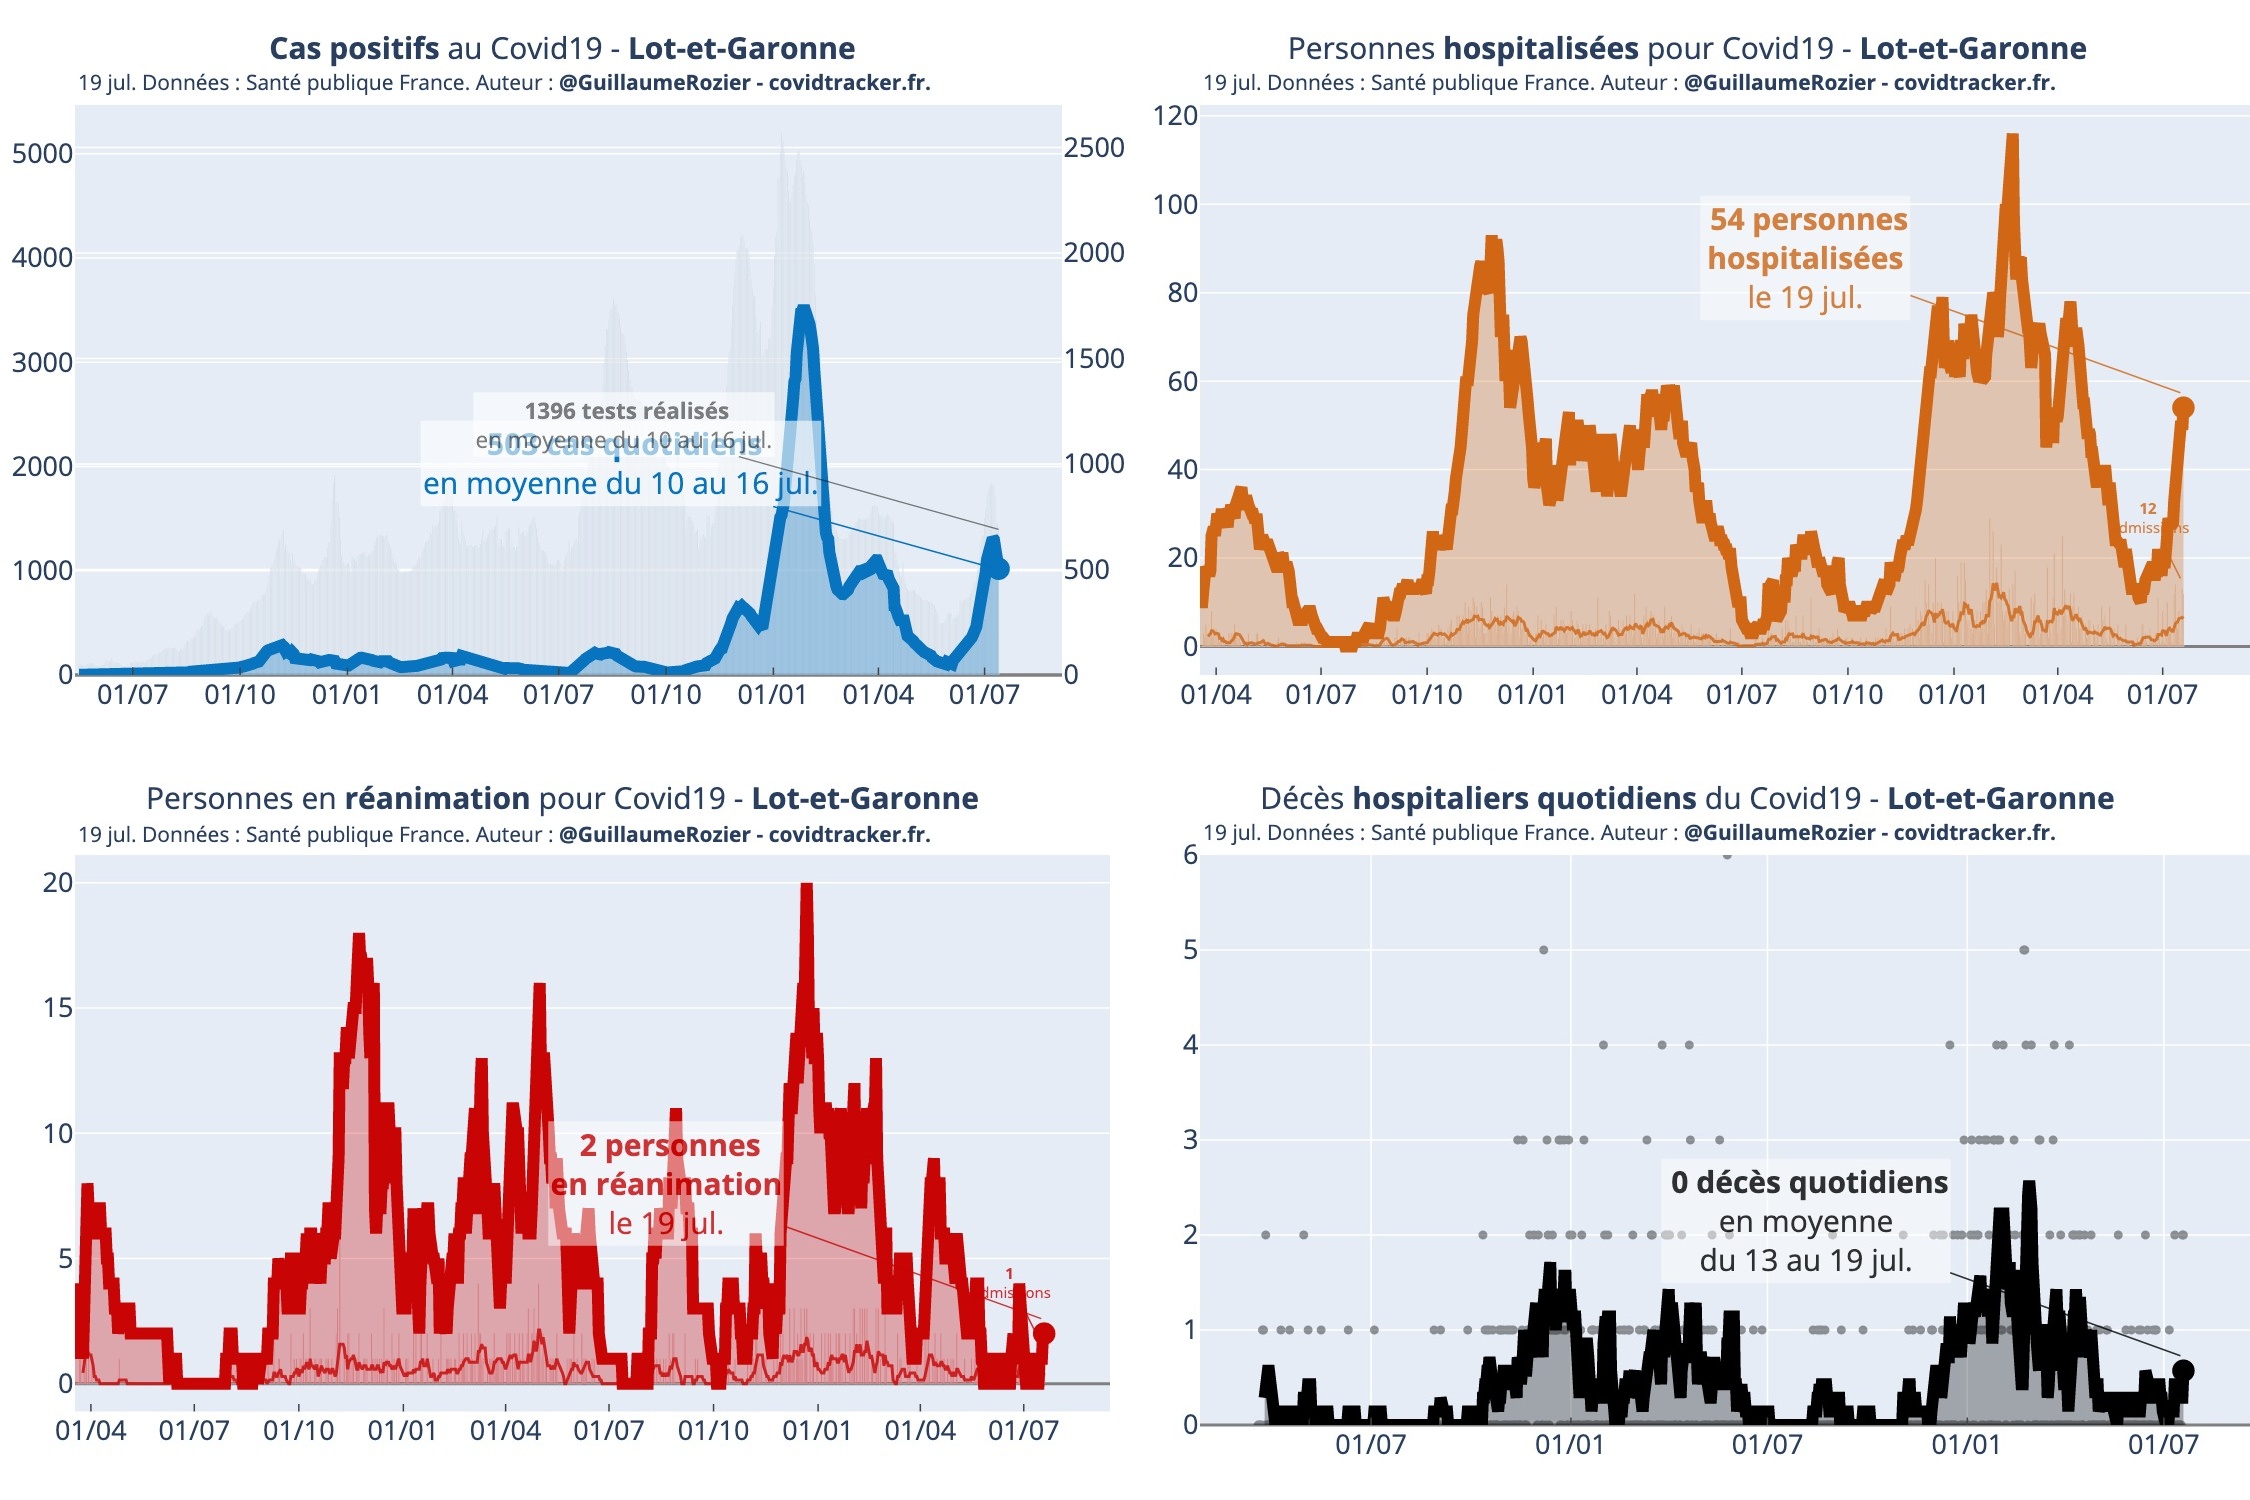 Cas positifs au Covid19 - Lot-et-Garonne
19 jul. Données : Santé publique France. Auteur : @GuillaumeRozier - covidtracker.fr.
5000
4000
3000
2000
1000
0
2500
2000
1500
1000
500
0
1396 tests réalisés
en moyenne du 10 au 16 jul.
503 cas quotidiens
en moyenne du 10 au 16 jul.
01/07 01/10 01/01 01/04 01/07 01/10 01/01 01/04 01/07
Personnes hospitalisées pour Covid19 - Lot-et-Garonne
19 jul. Données : Santé publique France. Auteur : @GuillaumeRozier - covidtracker.fr.
120
100
80
60
40
20
0
54 personnes
hospitalisées
le 19 jul.
12
01/04 01/07 01/10 01/01 01/04 01/07 01/10 01/01 01/04 01/07
Personnes en réanimation pour Covid19 - Lot-et-Garonne
19 jul. Données : Santé publique France. Auteur : @GuillaumeRozier - covidtracker.fr.
20
15
10
5
0
2 personnes
en réanimation
le 19 jul.
1
01/04 01/07 01/10 01/01 01/04 01/07 01/10 01/01 01/04 01/07
Décès hospitaliers quotidiens du Covid19 - Lot-et-Garonne
19 jul. Données : Santé publique France. Auteur : @GuillaumeRozier - covidtracker.fr.
6
5
4
3
2
1
0
0 décès quotidiens
en moyenne
du 13 au 19 jul.
01/07 01/01 01/07 01/01 01/07